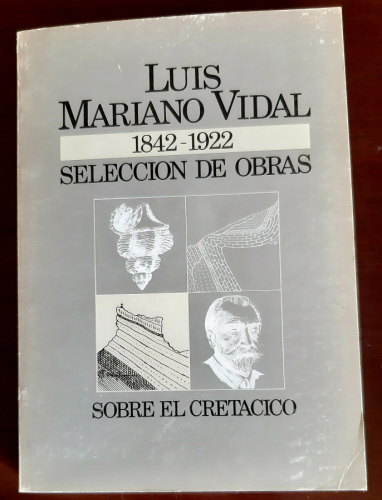 LUIS
MARIANO VIDAL
1842-1922
SELECCION DE OBRAS
SOBRE EL CRETACICO